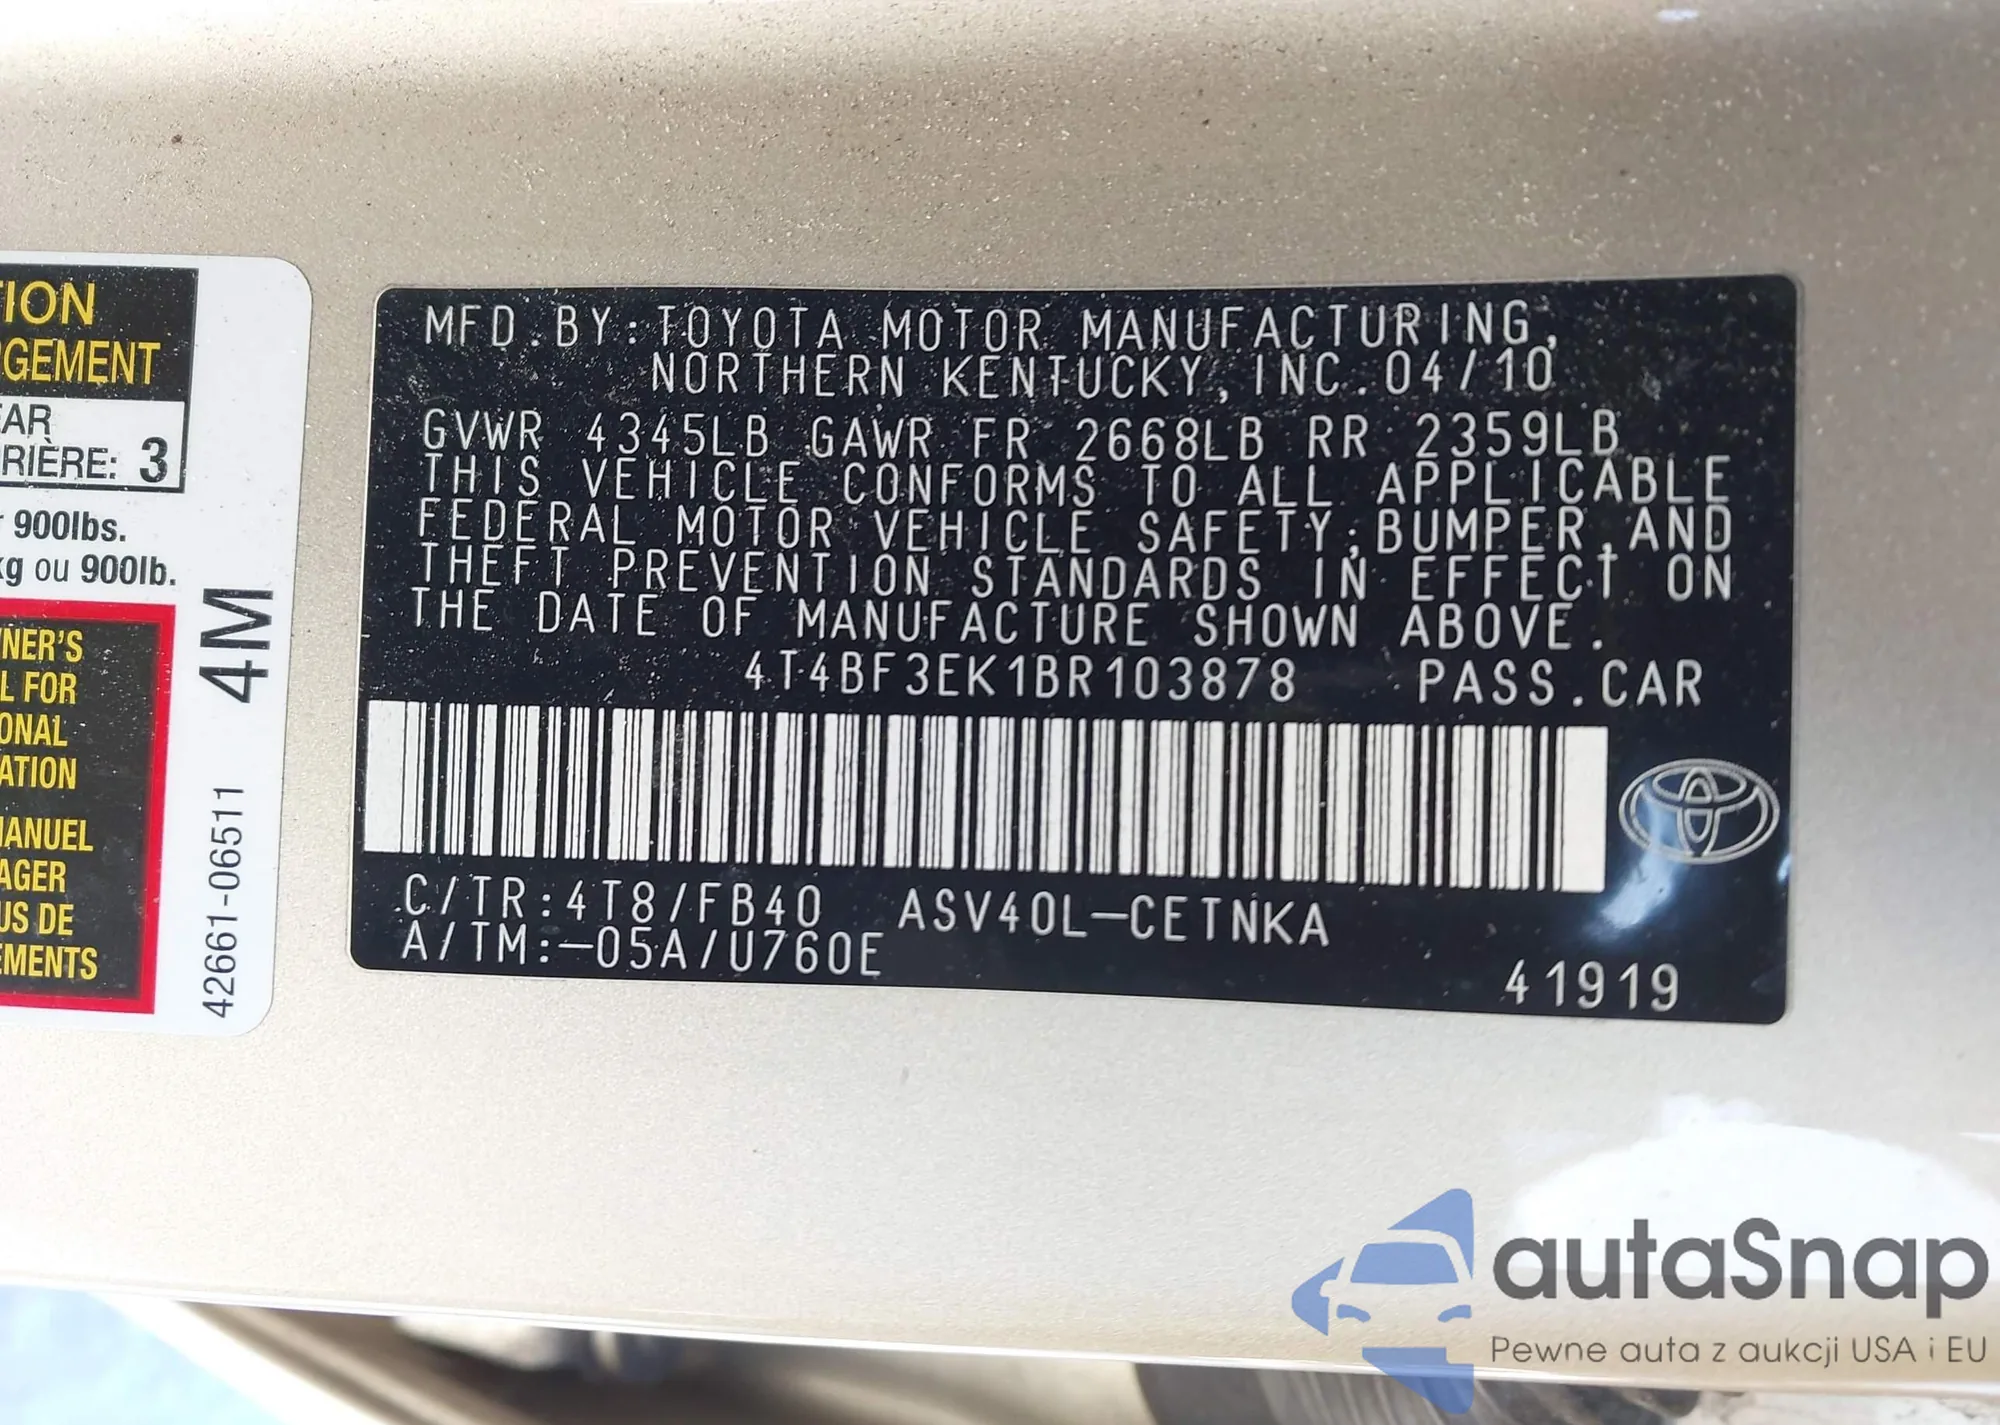 TION
RGEMENT
EAR
RIÈRE: 3
900lbs.
kg ou 900lb.
NER'S
L FOR
ONAL
ATION
MANUEL
AGER
US DE
EMENTS
4M
42661-06511
MFD.BY:TOYOTA MOTOR MANUFACTURING,
NORTHERN KENTUCKY,INC.04/10
GVWR 4345LB GAWR FR 2668LB RR 2359LB
THIS VEHICLE CONFORMS TO ALL APPLICABLE
FEDERAL MOTOR VEHICLE SAFETY,BUMPER,AND
THEFT PREVENTION STANDARDS IN EFFECT ON
THE DATE OF MANUFACTURE SHOWN ABOVE.
4T4BF3EK1BR103878 PASS.CAR
C/TR:4T8/FB40 ASV40L-CETNKA
A/TM:-05A/U760E
41919
autaSnap
Pewne auta z aukcji USA i EU